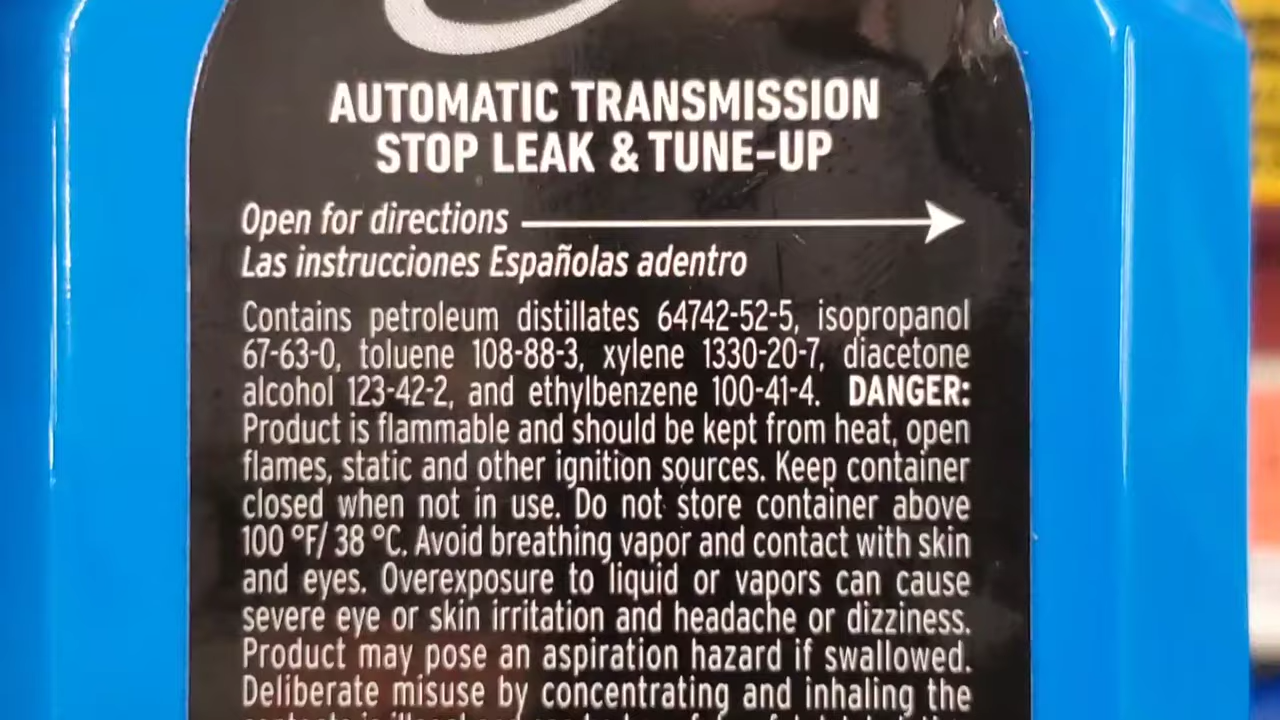 AUTOMATIC TRANSMISSION
STOP LEAK & TUNE-UP
Open for directions
Las instrucciones Españolas adentro
Contains petroleum distillates 64742-52-5, isopropanol
67-63-0, toluene 108-88-3, xylene 1330-20-7, diacetone
alcohol 123-42-2, and ethylbenzene 100-41-4. DANGER:
Product is flammable and should be kept from heat, open
flames, static and other ignition sources. Keep container
closed when not in use. Do not store container above
100 °F/ 38 °C. Avoid breathing vapor and contact with skin
and eyes. Overexposure to liquid or vapors can cause
severe eye or skin irritation and headache or dizziness.
Product may pose an aspiration hazard if swallowed.
Deliberate misuse by concentrating and inhaling the